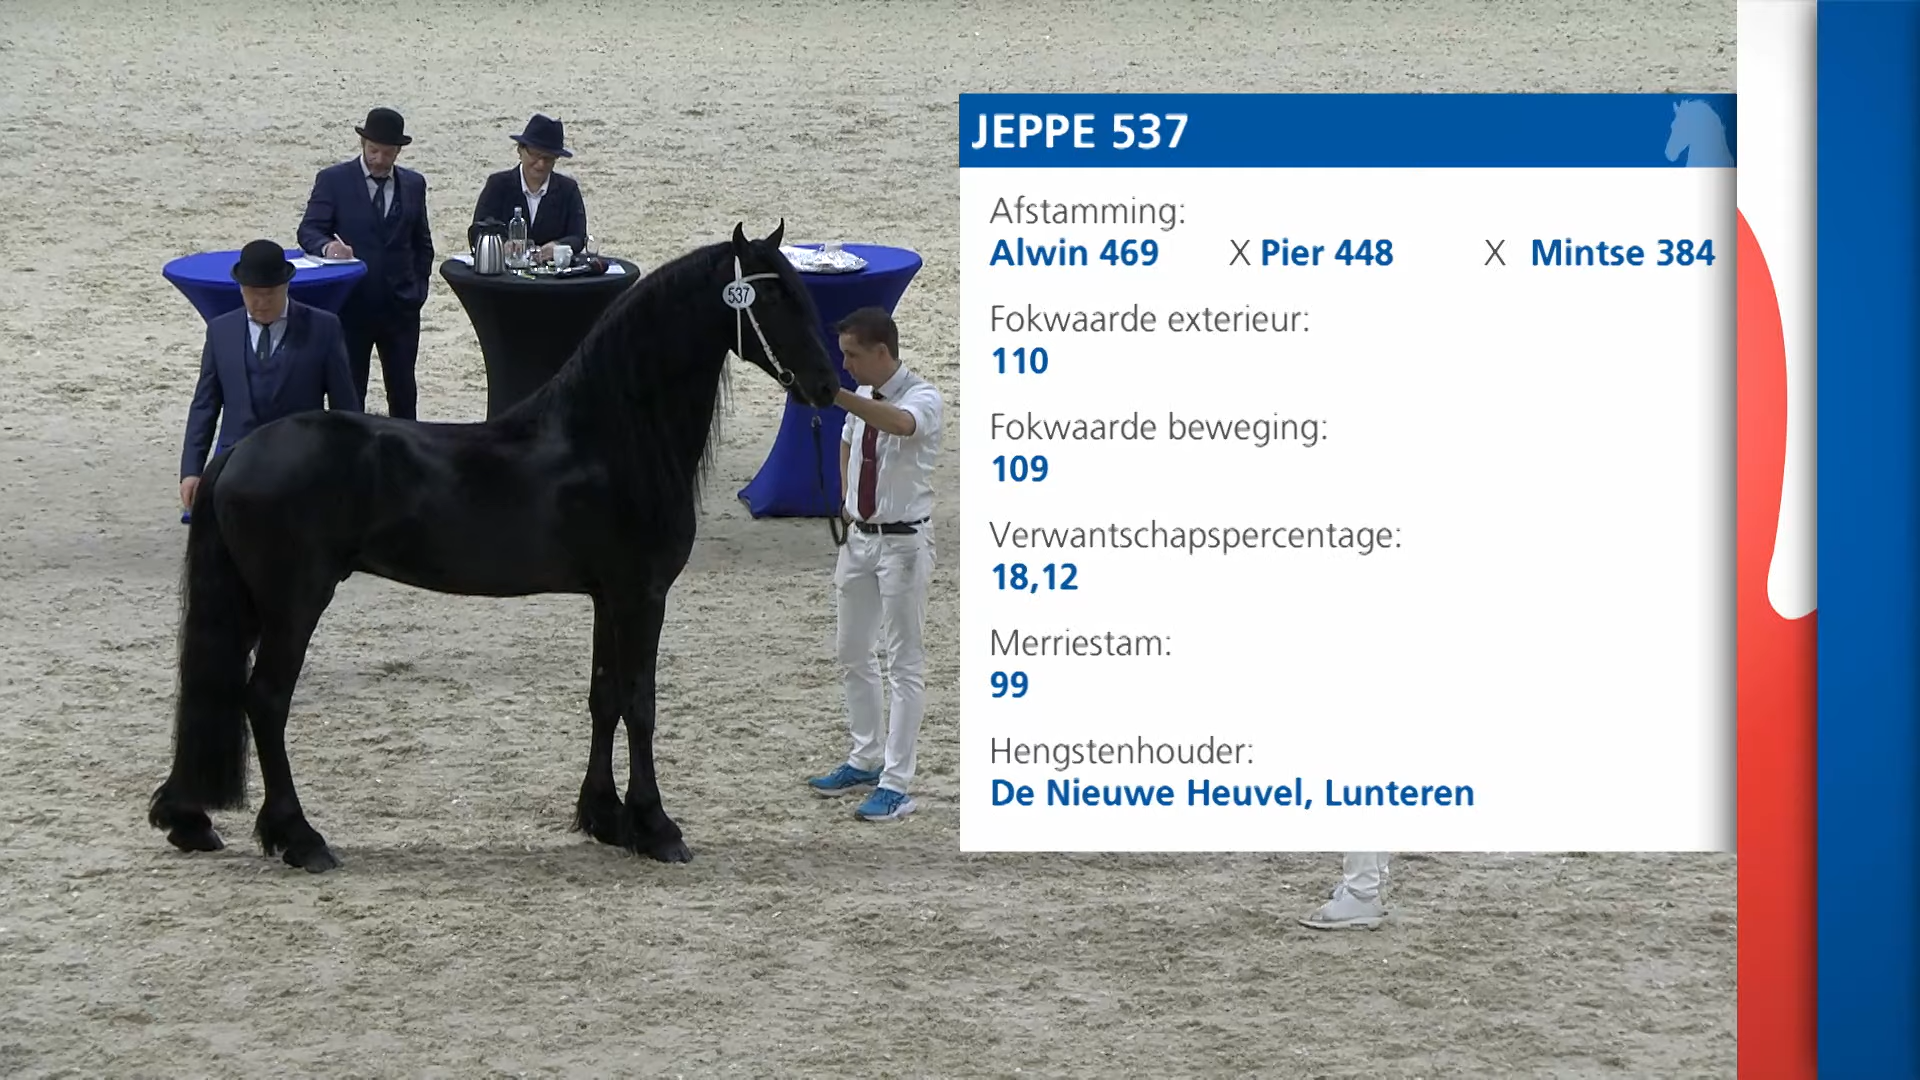 JEPPE 537
Afstamming:
Alwin 469 X Pier 448 X Mintse 384
Fokwaarde exterieur:
110
Fokwaarde beweging:
109
Verwantschapspercentage:
18,12
Merriestam:
99
Hengstenhouder:
De Nieuwe Heuvel, Lunteren
537